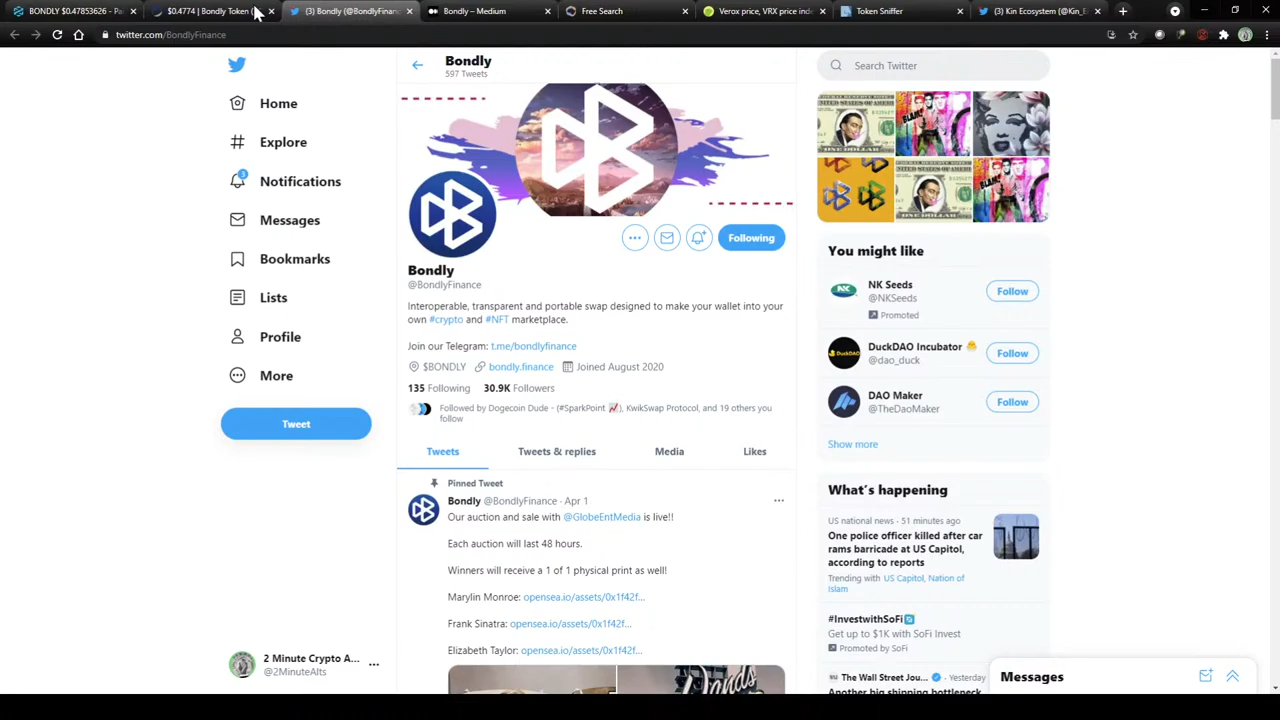 BONDLY $0.47853626 - Pa
$0.4774 | Bondly Token (
(3) Bondly (@BondlyFinanc
Bondly – Medium
Free Search
Verox price, VRX price inde
Token Sniffer
(3) Kin Ecosystem (@Kin_E
twitter.com/BondlyFinance
Home
Explore
3
Notifications
Messages
Bookmarks
Lists
Profile
More
Tweet
2 Minute Crypto A...
@2MinuteAlts
Bondly
597 Tweets
Following
Bondly
@BondlyFinance
Interoperable, transparent and portable swap designed to make your wallet into your
own #crypto and #NFT marketplace.
Join our Telegram: t.me/bondlyfinance
$BONDLY bondly.finance Joined August 2020
135 Following 30.9K Followers
Followed by Dogecoin Dude - (#SparkPoint 📈), KwikSwap Protocol, and 19 others you
follow
Tweets Tweets & replies Media Likes
Pinned Tweet
Bondly @BondlyFinance · Apr 1
Our auction and sale with @GlobeEntMedia is live!!
Each auction will last 48 hours.
Winners will receive a 1 of 1 physical print as well!
Marylin Monroe: opensea.io/assets/0x1f42f...
Frank Sinatra: opensea.io/assets/0x1f42f...
Elizabeth Taylor: opensea.io/assets/0x1f42f...
Search Twitter
You might like
NK Seeds
@NKSeeds
Promoted
Follow
DuckDAO Incubator 🐣
@dao_duck
Follow
DAO Maker
@TheDaoMaker
Follow
Show more
What's happening
US national news · 51 minutes ago
One police officer killed after car
rams barricade at US Capitol,
according to reports
Trending with US Capitol, Nation of
Islam
#InvestwithSoFi
Get up to $1K with SoFi Invest
Promoted by SoFi
The Wall Street Jou... · Yesterday
Another big shipping bottleneck
Messages